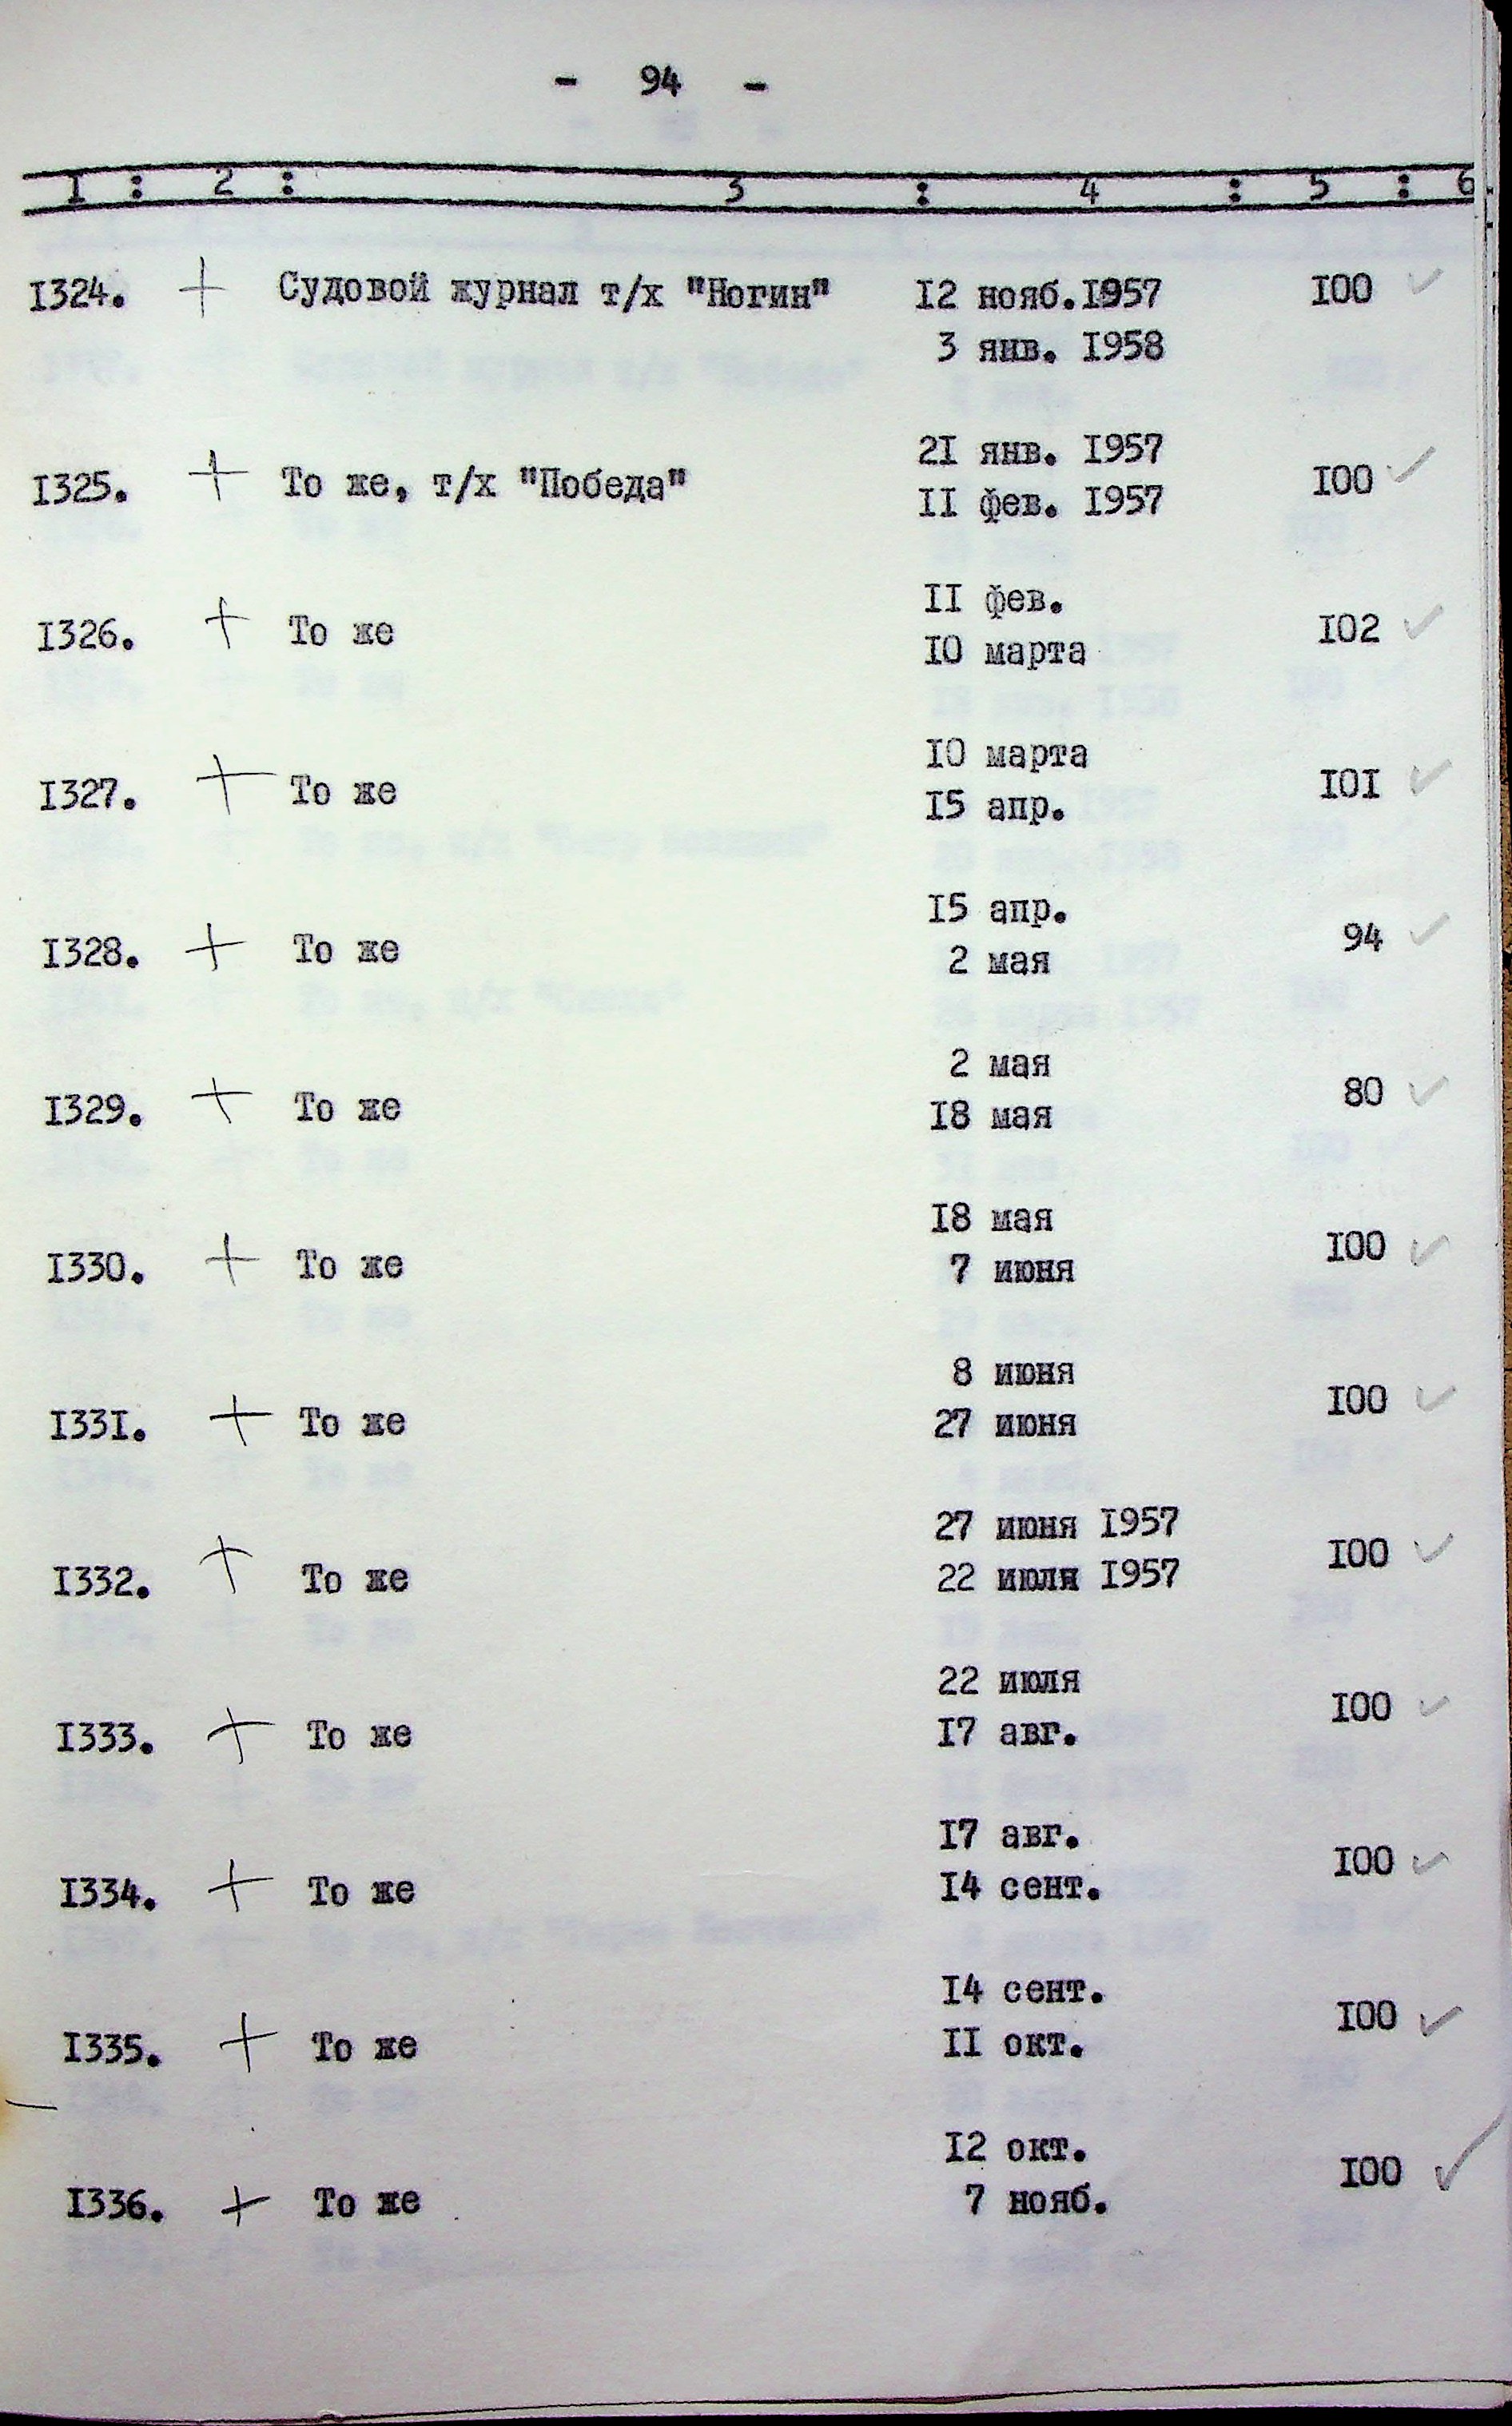 - 94 -
1 : 2 : 3 : 4 : 5 : 6
1324. + Судовой журнал т/х "Ногин" 12 нояб.1957 100 ✓
3 янв. 1958
21 янв. 1957
1325. + То же, т/х "Победа" 100 ✓
11 фев. 1957
11 фев.
1326. + То же 102 ✓
10 марта
10 марта
1327. + То же 101 ✓
15 апр.
15 апр.
1328. + То же 94 ✓
2 мая
2 мая
1329. + То же 80 ✓
18 мая
18 мая
1330. + То же 100 ✓
7 июня
8 июня
1331. + То же 100 ✓
27 июня
27 июня 1957
1332. + То же 100 ✓
22 июля 1957
22 июля
1333. + То же 100 ✓
17 авг.
17 авг.
1334. + То же 100 ✓
14 сент.
14 сент.
1335. + То же 100 ✓
11 окт.
12 окт.
1336. + То же 100 ✓
7 нояб.